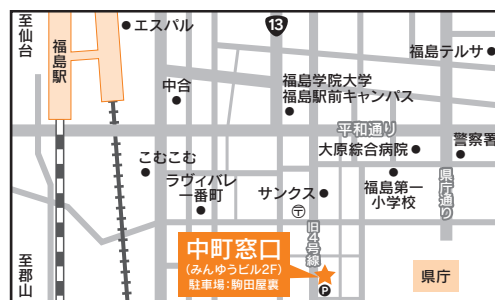 至仙台
福島駅
エスパル
13
福島テルサ
中合
福島学院大学
福島駅前キャンパス
平和通り
こむこむ
大原綜合病院
警察署
ラヴィバレ
一番町
サンクス
福島第一
小学校
県庁通り
〒
旧4号線
中町窓口
(みんゆうビル2F)
駐車場:駒田屋裏
P
県庁
至郡山